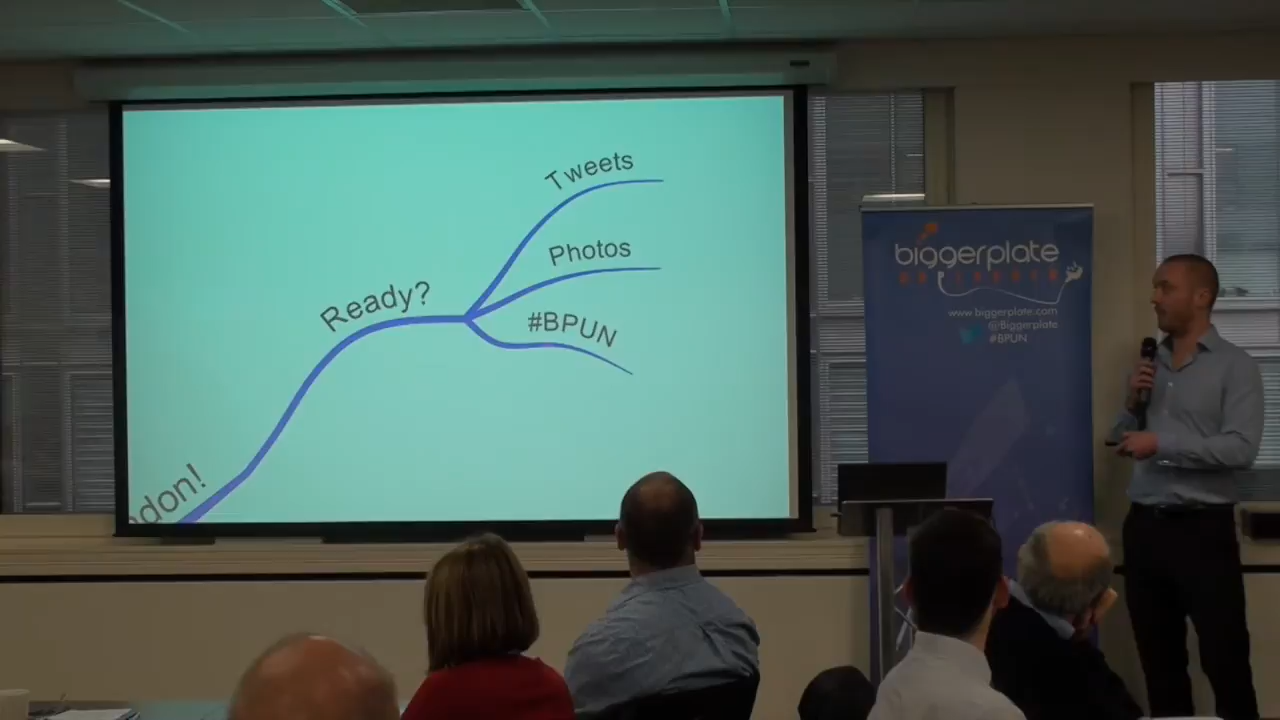 Tweets
Photos
Ready?
#BPUN
don!
biggerplate
www.biggerplate.com
@Biggerplate
#BPUN